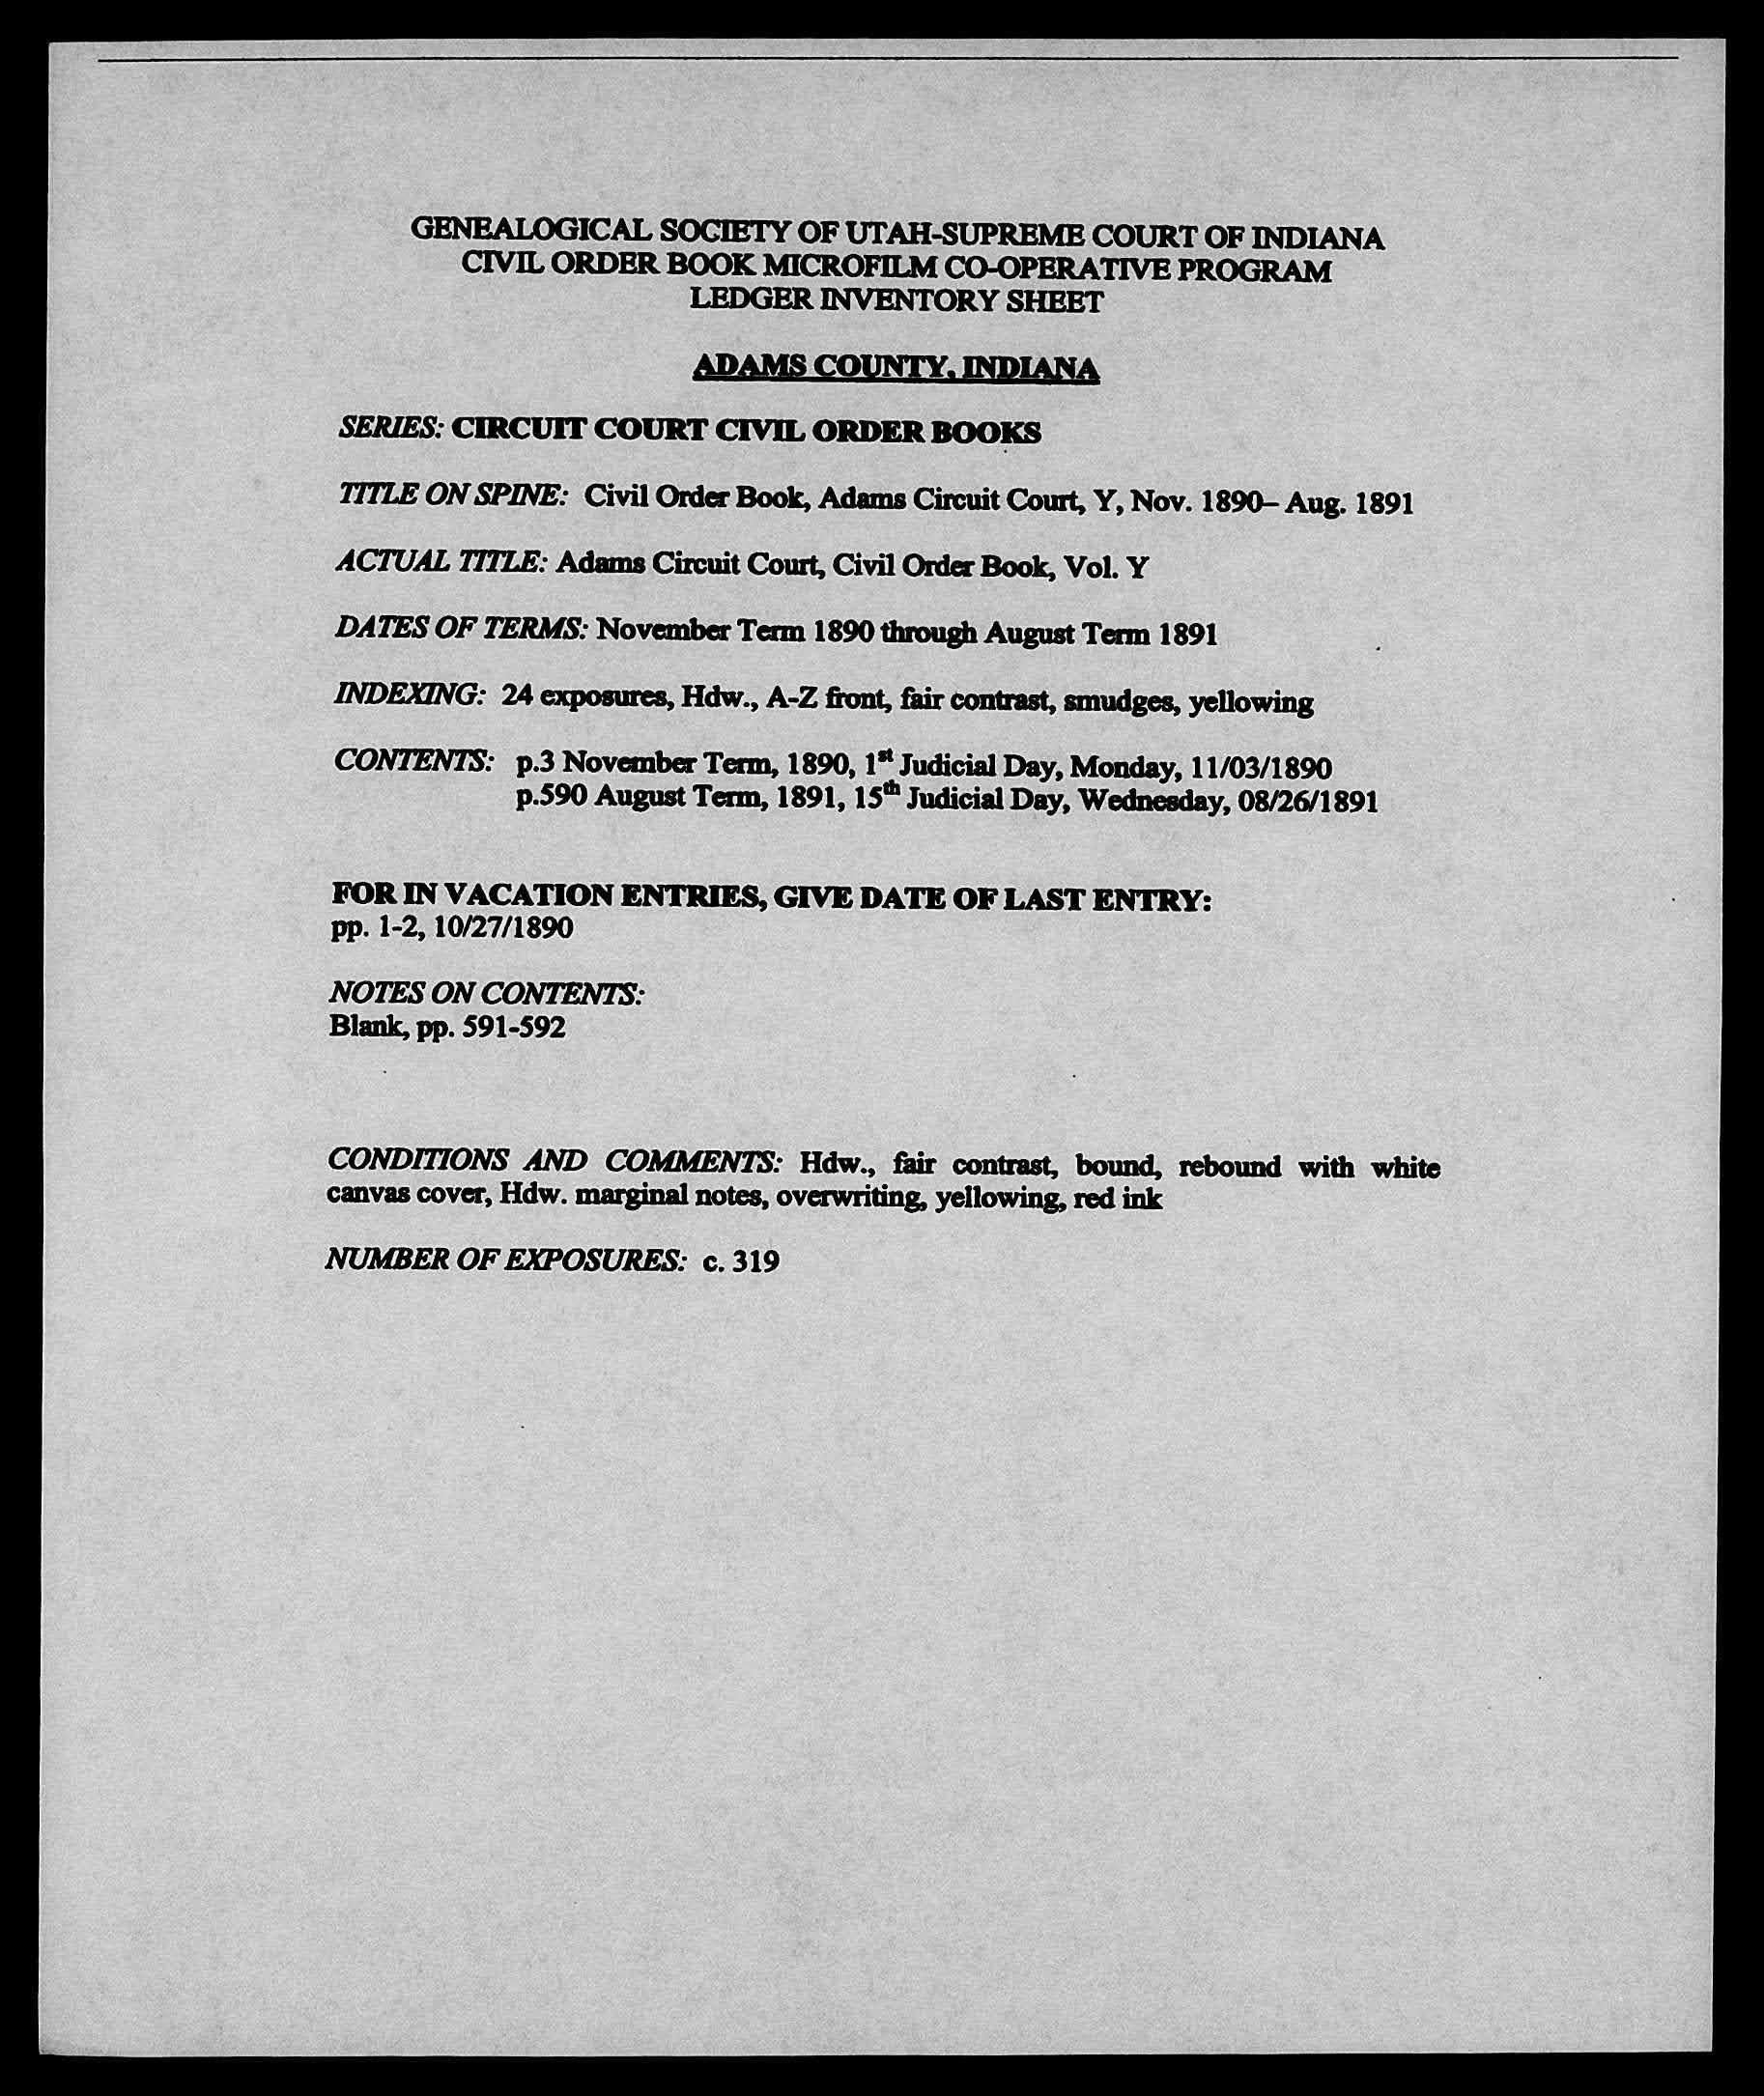 GENEALOGICAL SOCIETY OF UTAH-SUPREME COURT OF INDIANA
CIVIL ORDER BOOK MICROFILM CO-OPERATIVE PROGRAM
LEDGER INVENTORY SHEET
ADAMS COUNTY, INDIANA
SERIES: CIRCUIT COURT CIVIL ORDER BOOKS
TITLE ON SPINE: Civil Order Book, Adams Circuit Court, Y, Nov. 1890– Aug. 1891
ACTUAL TITLE: Adams Circuit Court, Civil Order Book, Vol. Y
DATES OF TERMS: November Term 1890 through August Term 1891
INDEXING: 24 exposures, Hdw., A-Z front, fair contrast, smudges, yellowing
CONTENTS: p.3 November Term, 1890, 1st Judicial Day, Monday, 11/03/1890
p.590 August Term, 1891, 15th Judicial Day, Wednesday, 08/26/1891
FOR IN VACATION ENTRIES, GIVE DATE OF LAST ENTRY:
pp. 1-2, 10/27/1890
NOTES ON CONTENTS:
Blank, pp. 591-592
CONDITIONS AND COMMENTS: Hdw., fair contrast, bound, rebound with white
canvas cover, Hdw. marginal notes, overwriting, yellowing, red ink
NUMBER OF EXPOSURES: c. 319